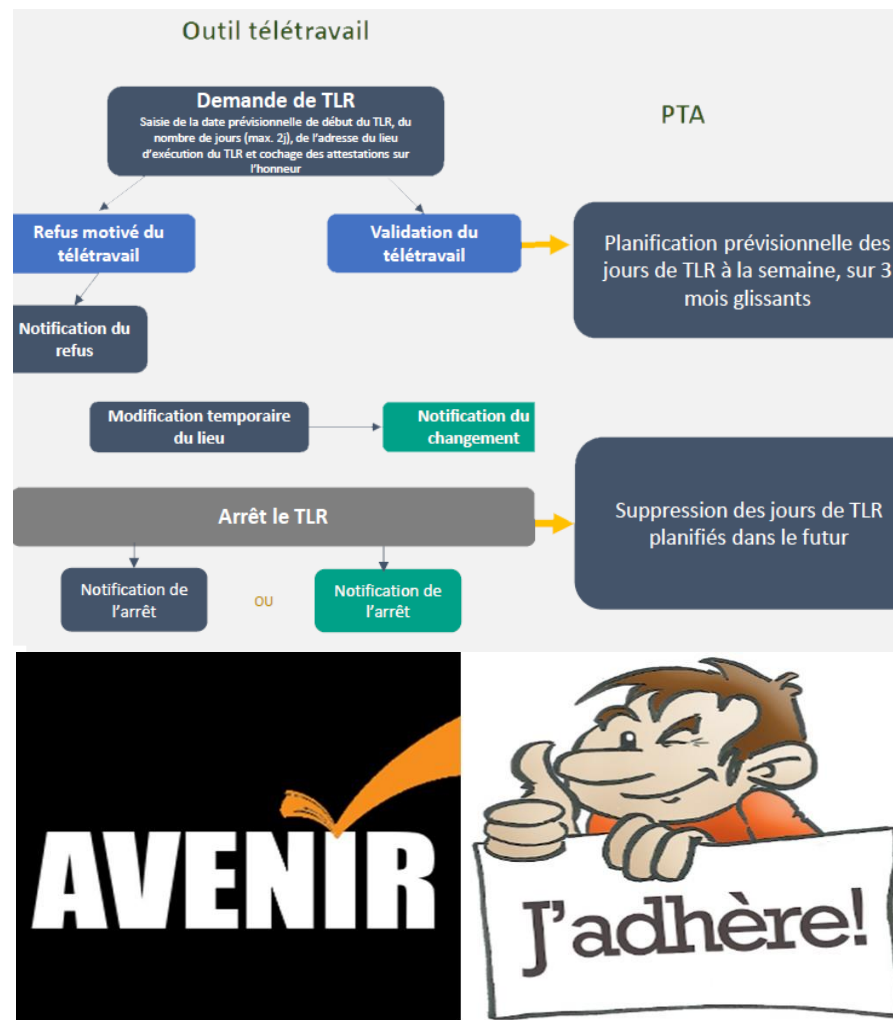 Outil télétravail
Demande de TLR
Saisie de la date prévisionnelle de début du TLR, du
nombre de jours (max. 2j), de l'adresse du lieu
d'exécution du TLR et cochage des attestations sur
l'honneur
PTA
Refus motivé du
télétravail
Validation du
télétravail
Planification prévisionnelle des
jours de TLR à la semaine, sur 3
mois glissants
Notification du
refus
Modification temporaire
du lieu
Notification du
changement
Arrêt le TLR
Suppression des jours de TLR
planifiés dans le futur
Notification de
l'arrêt
OU
Notification de
l'arrêt
AVENIR
J'adhère!